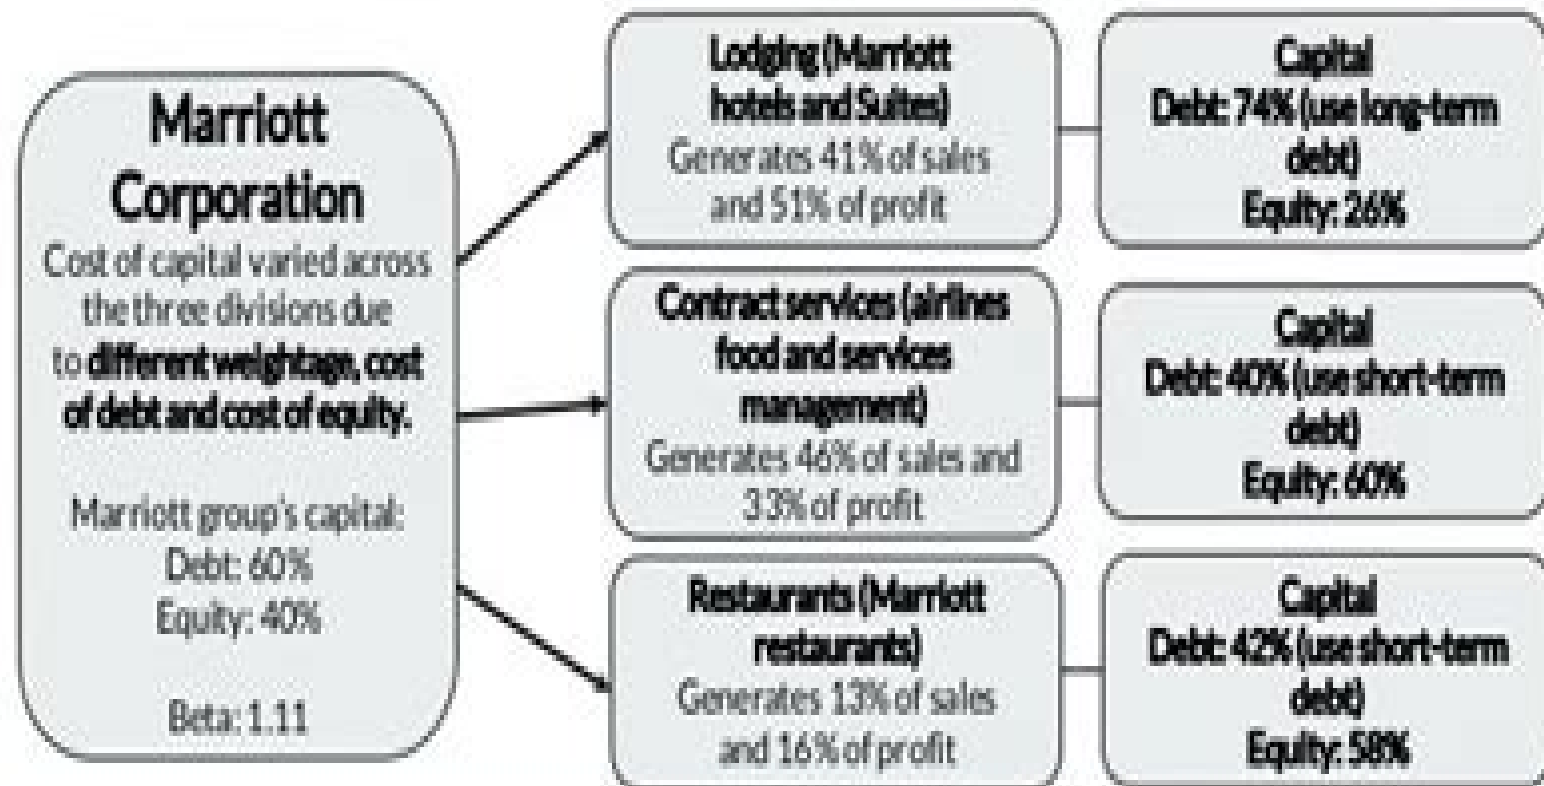 Marriott
Corporation
Cost of capital varied across
the three divisions due
to different weightage, cost
of debt and cost of equity.
Marriott group's capital:
Debt: 60%
Equity: 40%
Beta: 1.11
Lodging (Marriott
hotels and Suites)
Generates 41% of sales
and 51% of profit
Capital
Debt: 74% (use long-term
debt)
Equity: 26%
Contract services (airlines
food and services
management)
Generates 46% of sales and
33% of profit
Capital
Debt: 40% (use short-term
debt)
Equity: 60%
Restaurants (Marriott
restaurants)
Generates 13% of sales
and 16% of profit
Capital
Debt: 42% (use short-term
debt)
Equity: 58%